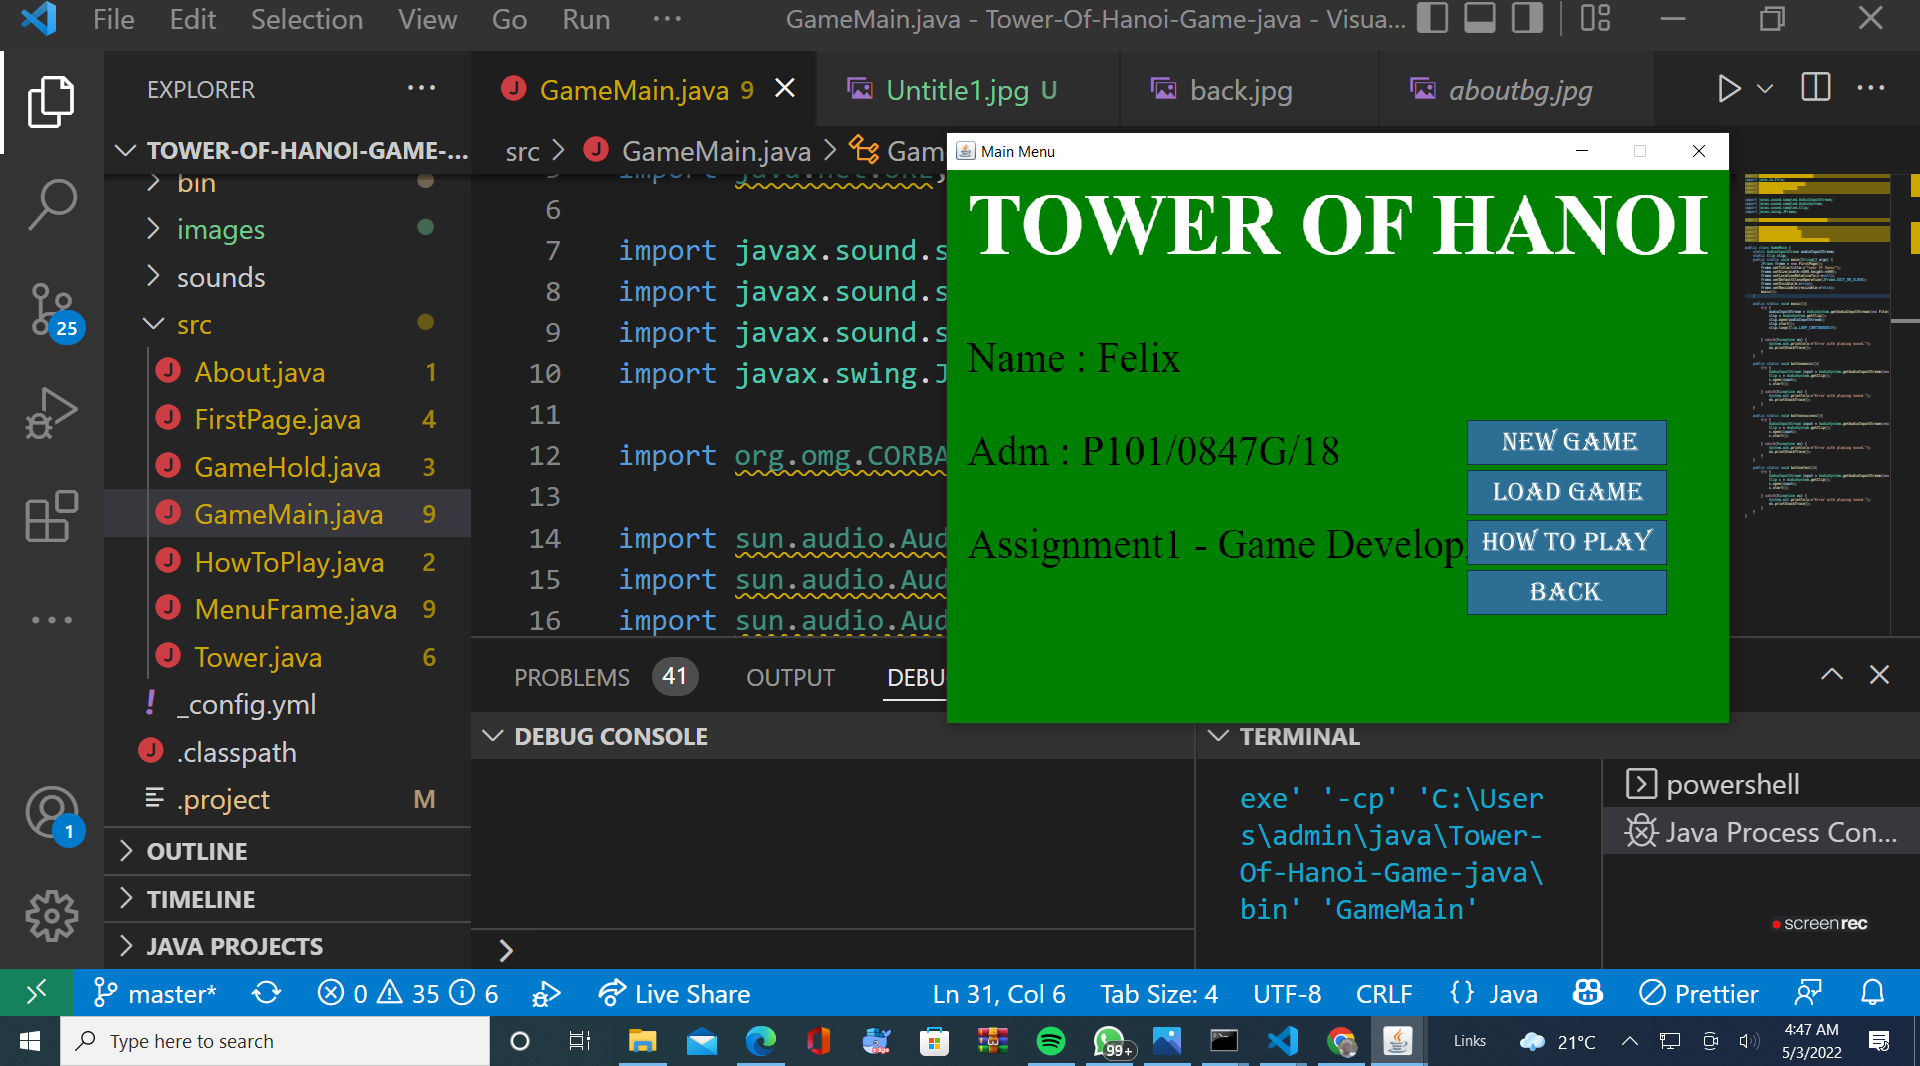 File Edit Selection View Go Run ... GameMain.java - Tower-Of-Hanoi-Game-java - Visua...
EXPLORER ...
GameMain.java 9
Untitle1.jpg U
back.jpg
aboutbg.jpg
TOWER-OF-HANOI-GAME-...
src > GameMain.java > Gam
bin
images
sounds
src
About.java 1
FirstPage.java 4
GameHold.java 3
GameMain.java 9
HowToPlay.java 2
MenuFrame.java 9
Tower.java 6
_config.yml
.classpath
.project M
OUTLINE
TIMELINE
JAVA PROJECTS
25
1
6
7 import javax.sound.s
8 import javax.sound.s
9 import javax.sound.s
10 import javax.swing.J
11
12 import org.omg.CORBA
13
14 import sun.audio.Aud
15 import sun.audio.Aud
16 import sun.audio.Aud
Main Menu
TOWER OF HANOI
Name : Felix
Adm : P101/0847G/18
Assignment1 - Game Develop
NEW GAME
LOAD GAME
HOW TO PLAY
BACK
PROBLEMS 41 OUTPUT DEBU
DEBUG CONSOLE
TERMINAL
exe' '-cp' 'C:\User
s\admin\java\Tower-
Of-Hanoi-Game-java\
bin' 'GameMain'
powershell
Java Process Con...
screenrec
master* 0 35 6 Live Share Ln 31, Col 6 Tab Size: 4 UTF-8 CRLF {} Java Prettier
Type here to search
99+
Links 21°C
4:47 AM
5/3/2022